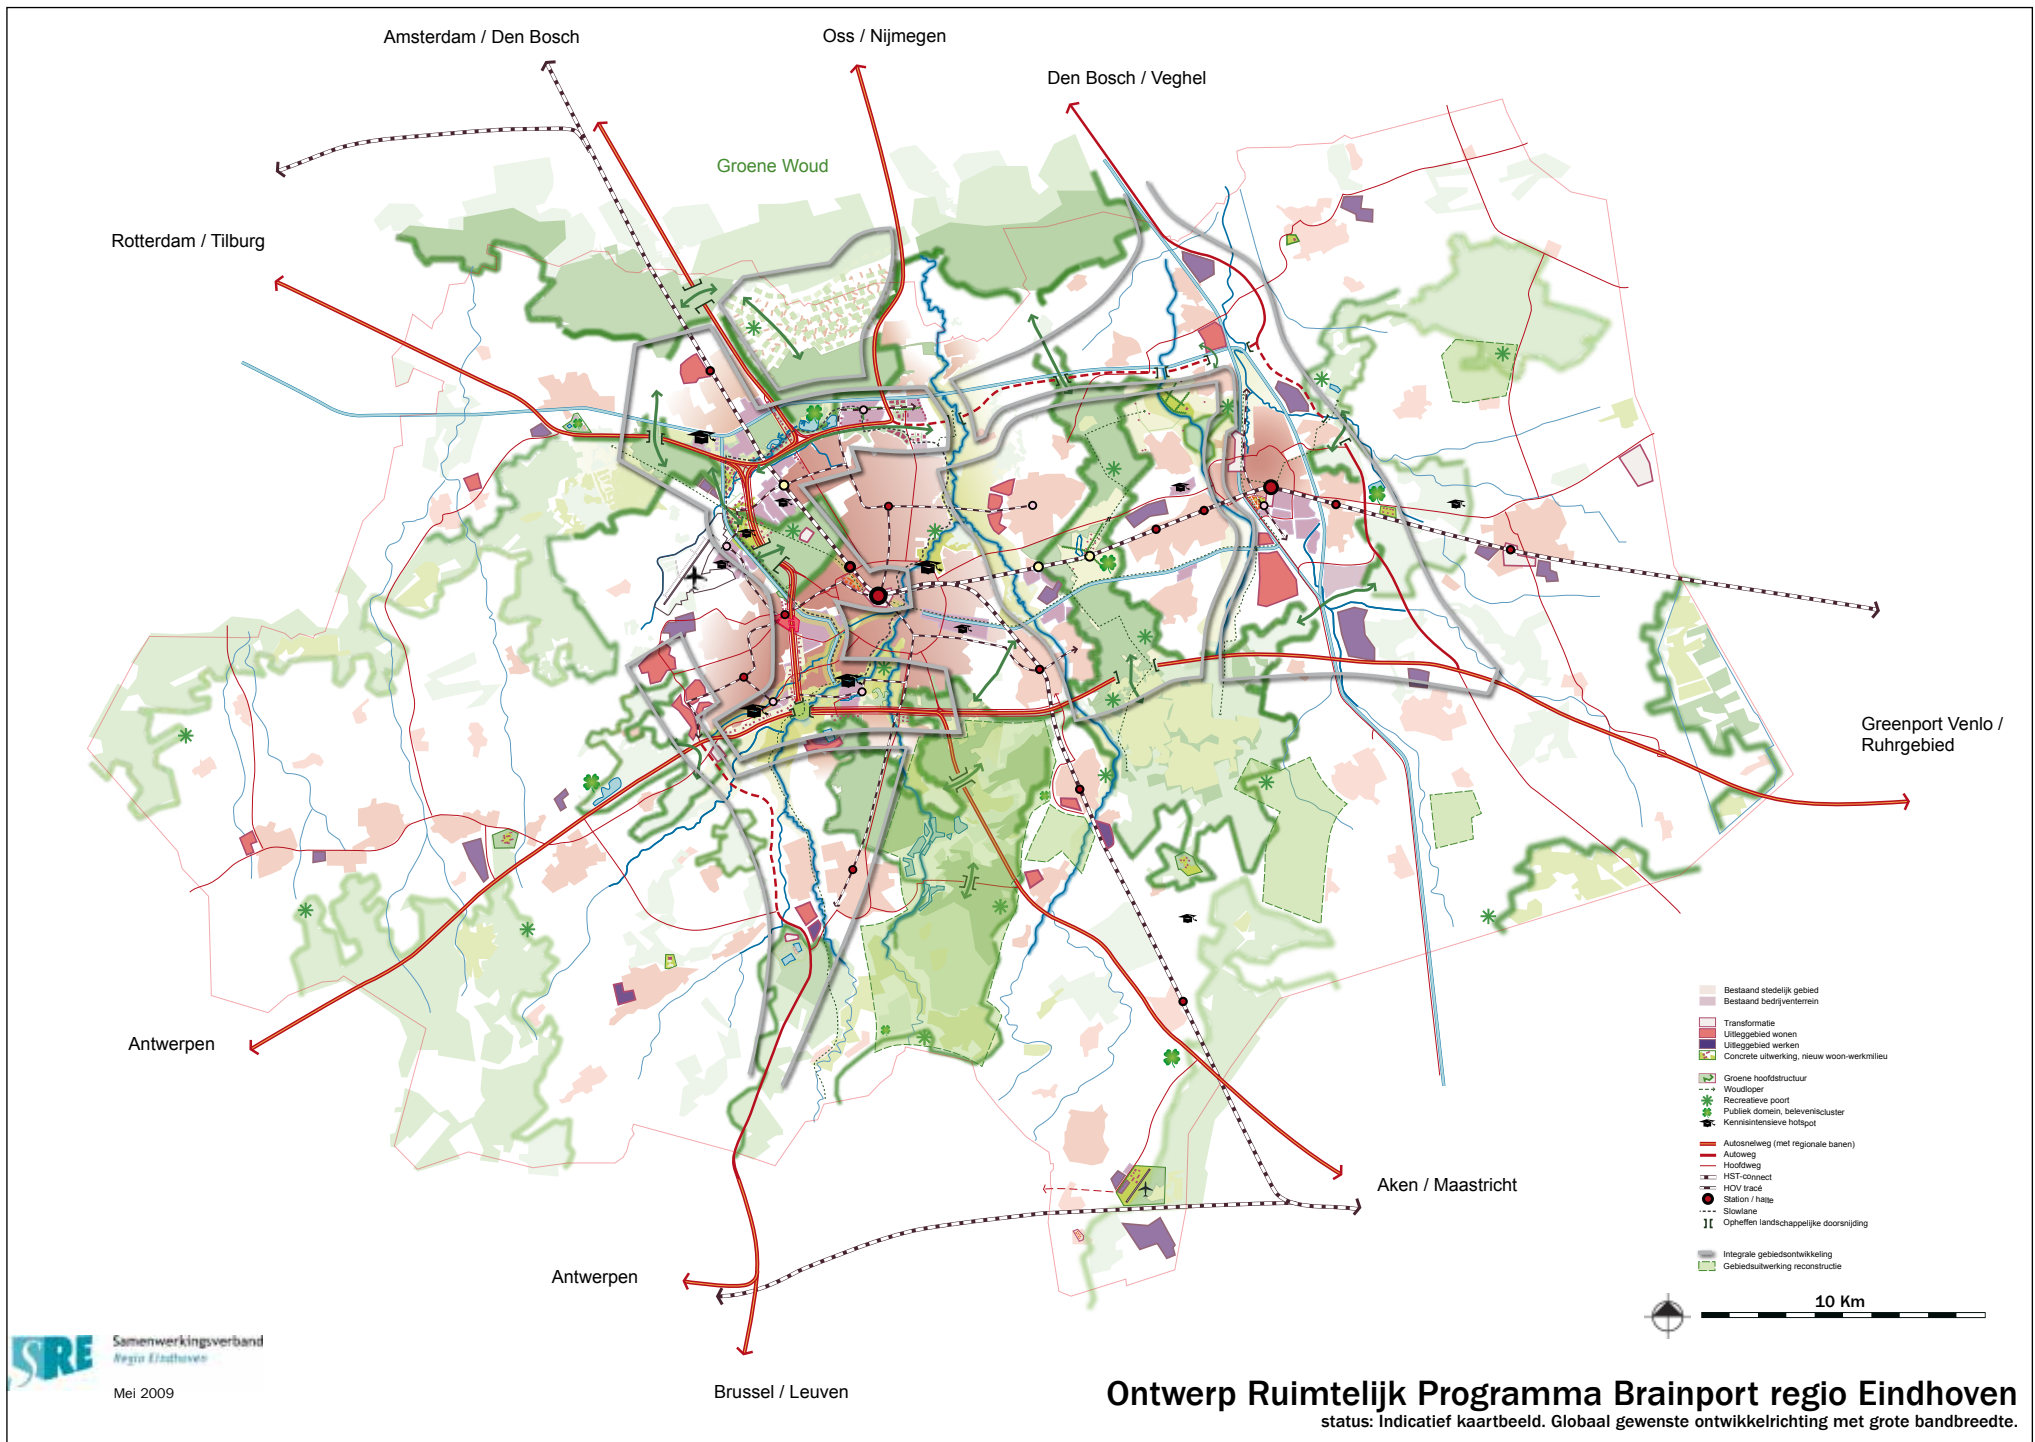 Amsterdam / Den Bosch
Oss / Nijmegen
Den Bosch / Veghel
Groene Woud
Rotterdam / Tilburg
Greenport Venlo /
Ruhrgebied
Antwerpen
Aken / Maastricht
Antwerpen
Brussel / Leuven
Bestaand stedelijk gebied
Bestaand bedrijventerrein
Transformatie
Uitleggebied wonen
Uitleggebied werken
Concrete uitwerking, nieuw woon-werkmilieu
Groene hoofdstructuur
Woudloper
Recreatieve poort
Publiek domein, beleveniscluster
Kennisintensieve hotspot
Autosnelweg (met regionale banen)
Autoweg
Hoofdweg
HST-connect
HOV tracé
Station / halte
Slowlane
Opheffen landschappelijke doorsnijding
Integrale gebiedsontwikkeling
Gebiedsuitwerking reconstructie
10 Km
SRE
Samenwerkingsverband
Regio Eindhoven
Mei 2009
Ontwerp Ruimtelijk Programma Brainport regio Eindhoven
status: Indicatief kaartbeeld. Globaal gewenste ontwikkelrichting met grote bandbreedte.